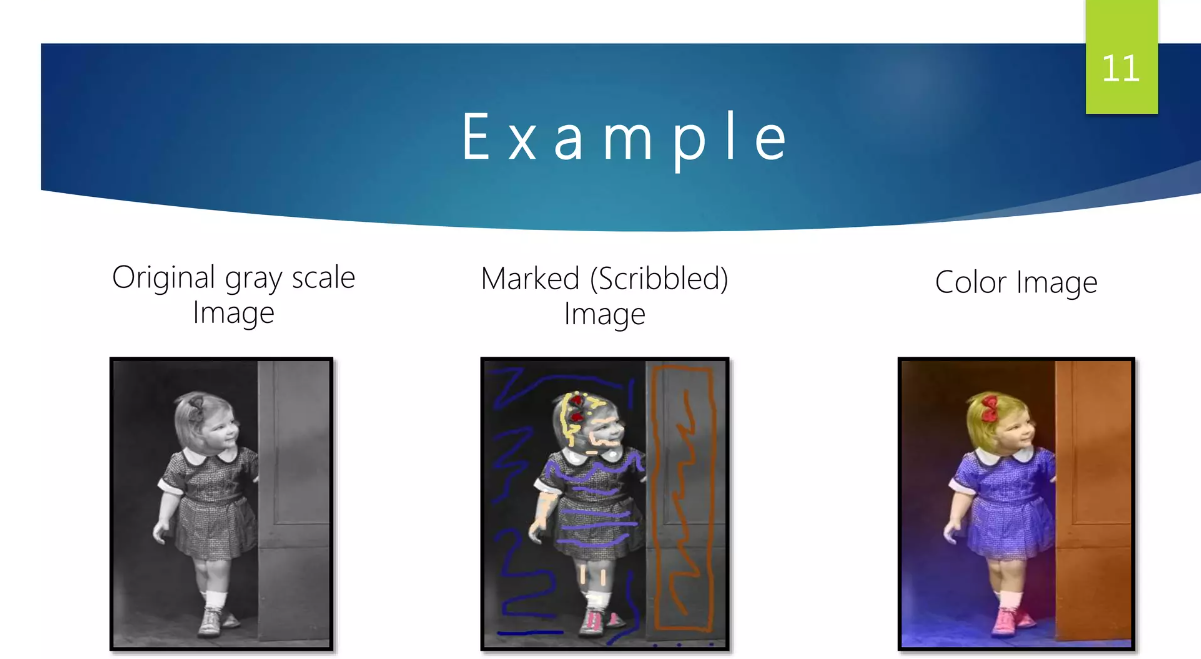 11
Example
Original gray scale
Image
Marked (Scribbled)
Image
Color Image